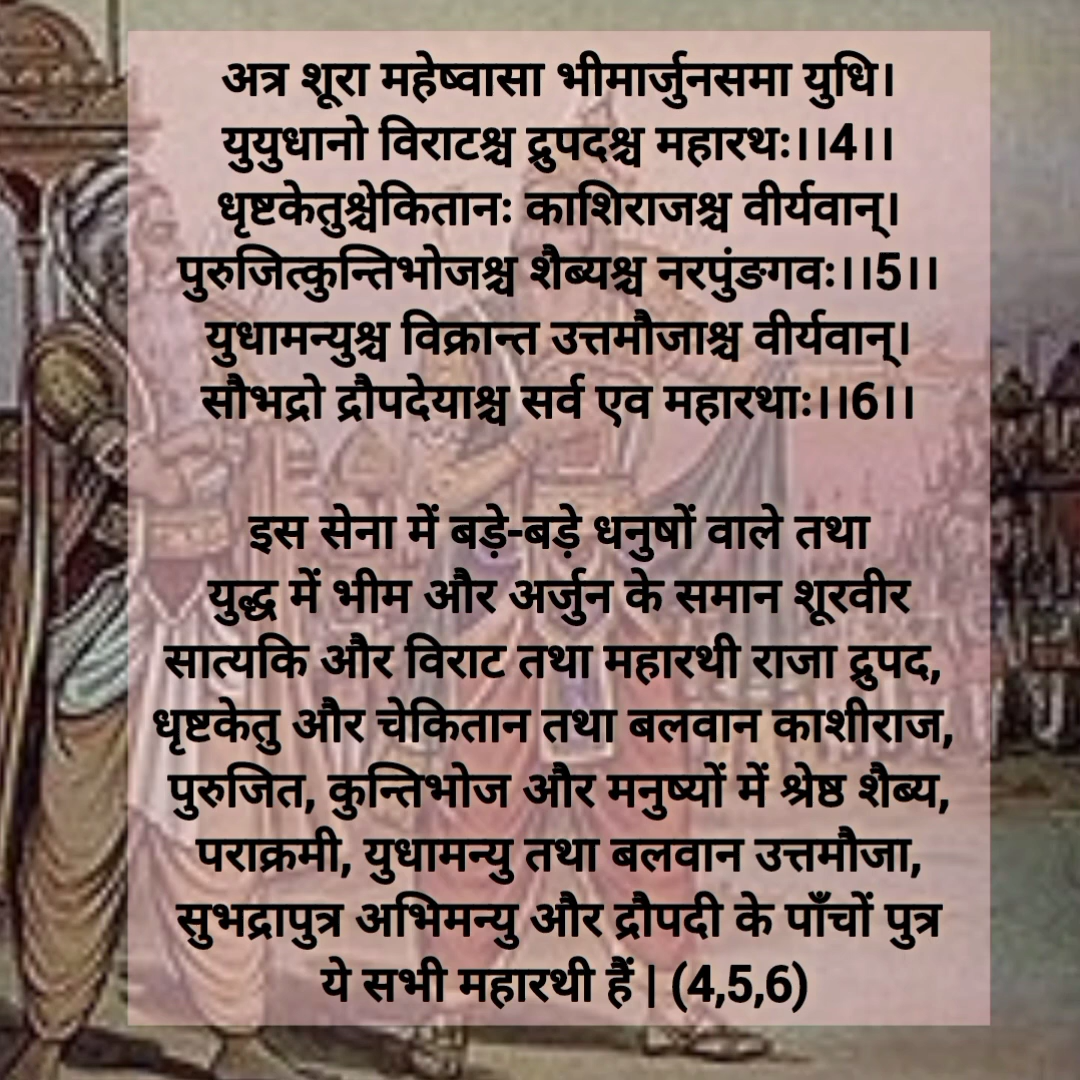 अत्र शूरा महेष्वासा भीमार्जुनसमा युधि।
युयुधानो विराटश्च द्रुपदश्च महारथः।।4।।
धृष्टकेतुश्चेकितानः काशिराजश्च वीर्यवान्।
पुरुजित्कुन्तिभोजश्च शैब्यश्च नरपुंङगवः।।5।।
युधामन्युश्च विक्रान्त उत्तमौजाश्च वीर्यवान्।
सौभद्रो द्रौपदेयाश्च सर्व एव महारथाः।।6।।
इस सेना में बड़े-बड़े धनुषों वाले तथा
युद्ध में भीम और अर्जुन के समान शूरवीर
सात्यकि और विराट तथा महारथी राजा द्रुपद,
धृष्टकेतु और चेकितान तथा बलवान काशीराज,
पुरुजित, कुन्तिभोज और मनुष्यों में श्रेष्ठ शैब्य,
पराक्रमी, युधामन्यु तथा बलवान उत्तमौजा,
सुभद्रापुत्र अभिमन्यु और द्रौपदी के पाँचों पुत्र
ये सभी महारथी हैं | (4,5,6)